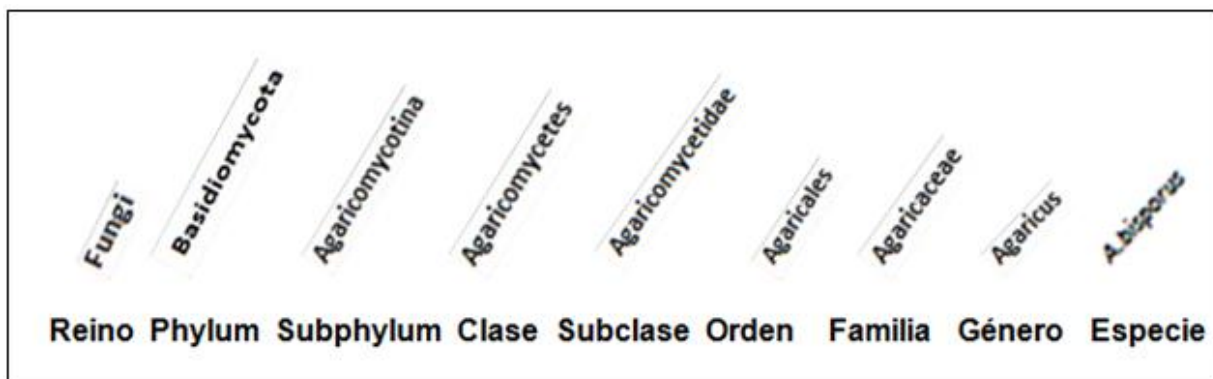 Fungi Basidiomycota Agaricomycotina Agaricomycetes Agaricomycetidae Agaricales Agaricaceae Agaricus A.bisporus
Reino Phylum Subphylum Clase Subclase Orden Familia Género Especie